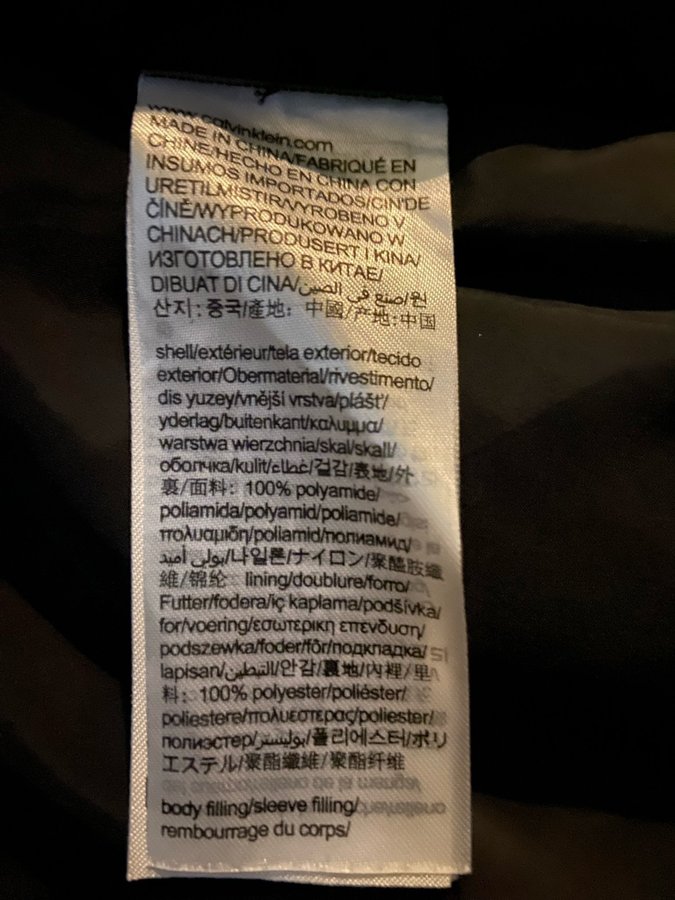 www.calvinklein.com
MADE IN CHINA/FABRIQUÉ EN
CHINE/HECHO EN CHINA CON
INSUMOS IMPORTADOS/CIN'DE
URETILMISTIR/VYROBENO V
ČÍNĚ/WYPRODUKOWANO W
CHINACH/PRODUSERT I KINA/
ИЗГОТОВЛЕНО В КИТАЕ/
DIBUAT DI CINA/صنع في الصين/원
산지: 중국/產地: 中國/产地:中国
shell/extérieur/tela exterior/tecido
exterior/Obermaterial/rivestimento/
dis yuzey/vnější vrstva/plášť/
yderlag/buitenkant/καλυμμα/
warstwa wierzchnia/skal/skall/
оболчка/kulit/غطاء/겉감/表地/外
裏/面料: 100% polyamide/
poliamida/polyamid/poliamide/
πολυαμιδη/poliamid/полиамид/
بولي أميد/나일론/ナイロン/聚醯胺纖
維/锦纶 lining/doublure/forro/
Futter/fodera/iç kaplama/podšívka/
for/voering/εσωτερικη επενδυση/
podszewka/foder/fôr/подкладка/
lapisan/التبطين/안감/裏地/內裡/里
料: 100% polyester/poliéster/
poliestere/πολυεστερας/poliester/
полиэстер/بوليستر/폴리에스터/ポリ
エステル/聚酯纖維/聚酯纤维
body filling/sleeve filling/
rembourrage du corps/